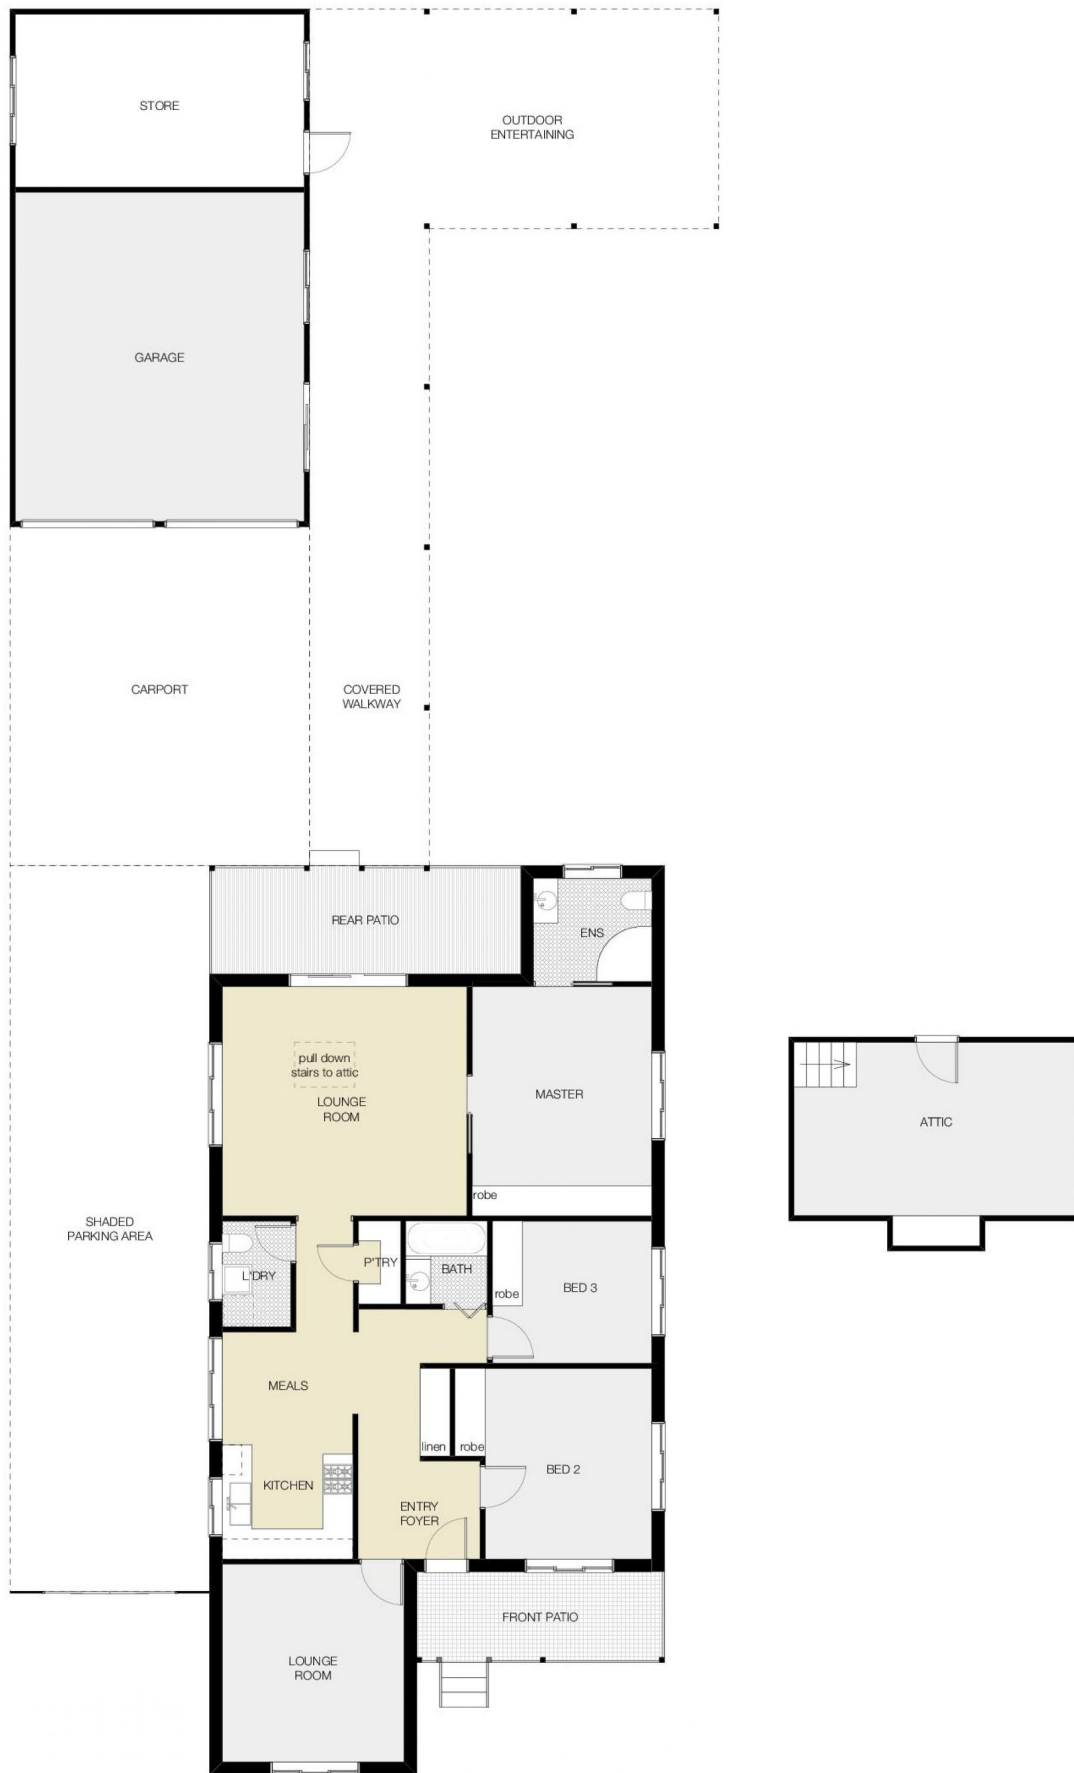 STORE
OUTDOOR
ENTERTAINING
GARAGE
CARPORT
COVERED
WALKWAY
REAR PATIO
ENS
pull down
stairs to attic
LOUNGE
ROOM
MASTER
ATTIC
robe
SHADED
PARKING AREA
L'DRY
P'TRY
BATH
robe
BED 3
MEALS
linen
robe
BED 2
KITCHEN
ENTRY
FOYER
FRONT PATIO
LOUNGE
ROOM